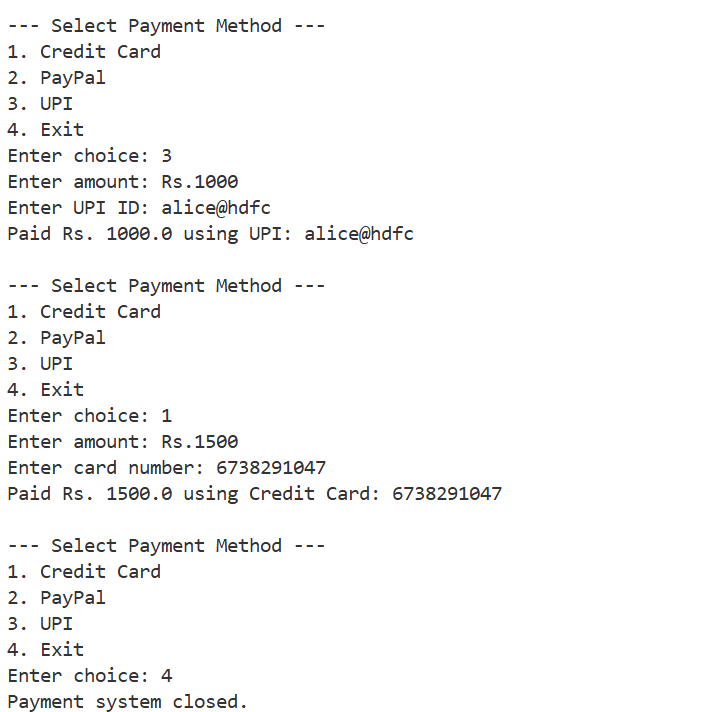 --- Select Payment Method ---
1. Credit Card
2. PayPal
3. UPI
4. Exit
Enter choice: 3
Enter amount: Rs.1000
Enter UPI ID: alice@hdfc
Paid Rs. 1000.0 using UPI: alice@hdfc
--- Select Payment Method ---
1. Credit Card
2. PayPal
3. UPI
4. Exit
Enter choice: 1
Enter amount: Rs.1500
Enter card number: 6738291047
Paid Rs. 1500.0 using Credit Card: 6738291047
--- Select Payment Method ---
1. Credit Card
2. PayPal
3. UPI
4. Exit
Enter choice: 4
Payment system closed.